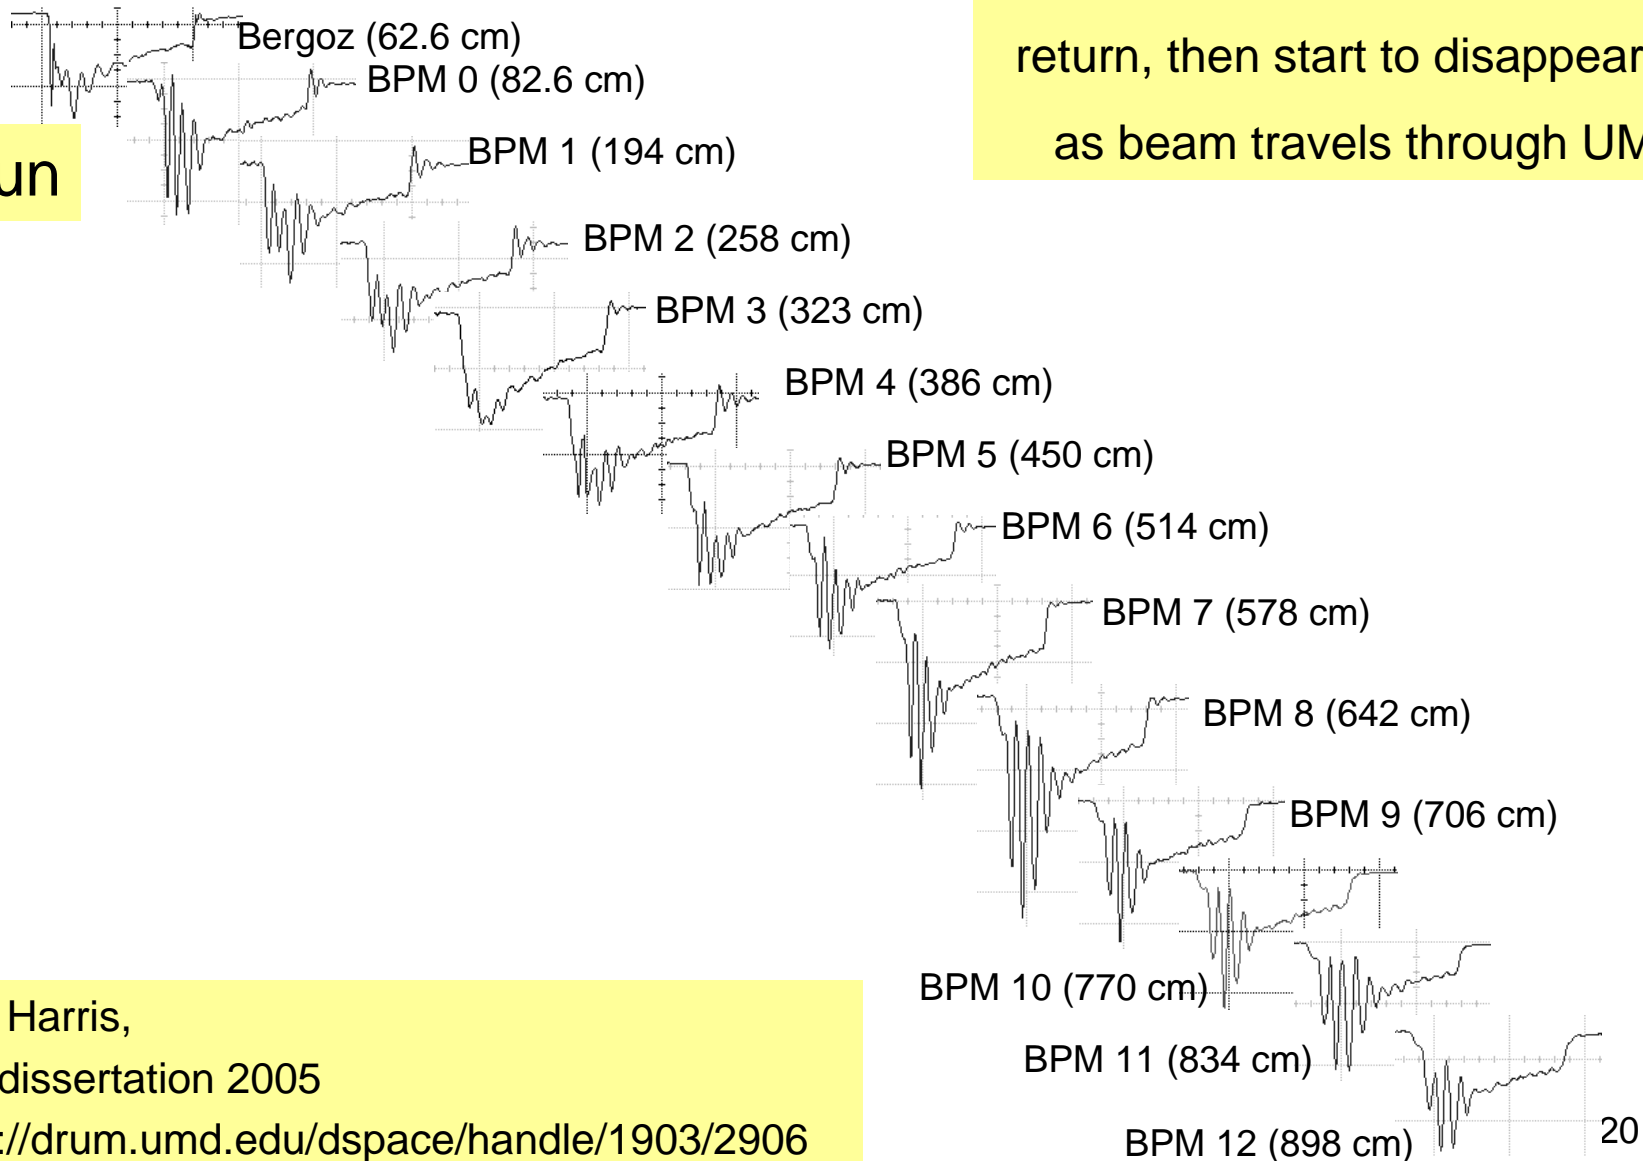 return, then start to disappear
as beam travels through UM
un
Bergoz (62.6 cm)
BPM 0 (82.6 cm)
BPM 1 (194 cm)
BPM 2 (258 cm)
BPM 3 (323 cm)
BPM 4 (386 cm)
BPM 5 (450 cm)
BPM 6 (514 cm)
BPM 7 (578 cm)
BPM 8 (642 cm)
BPM 9 (706 cm)
BPM 10 (770 cm)
BPM 11 (834 cm)
BPM 12 (898 cm)
Harris,
dissertation 2005
://drum.umd.edu/dspace/handle/1903/2906
20